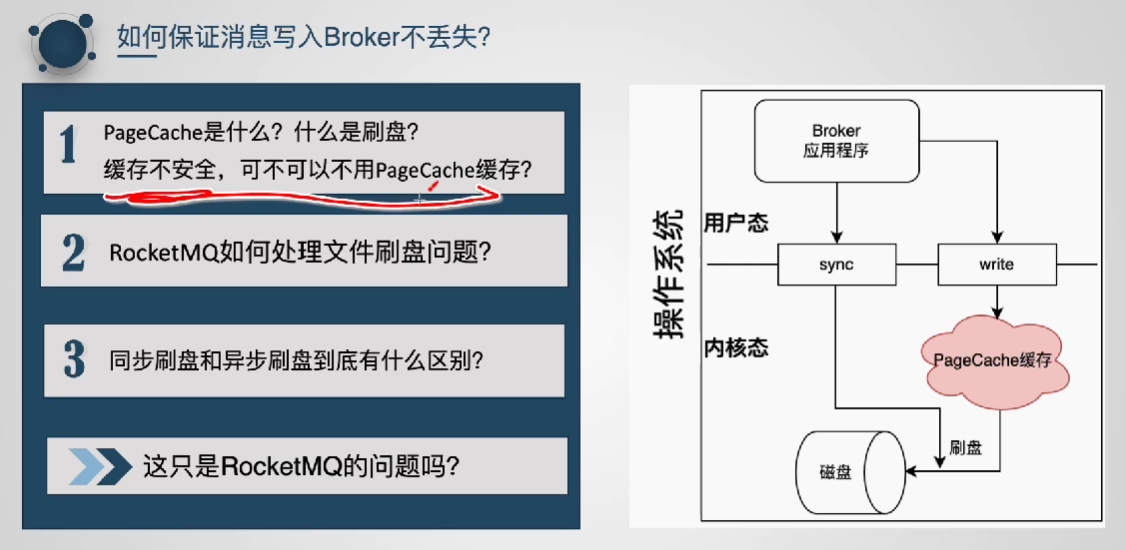 如何保证消息写入Broker不丢失？
1
PageCache是什么？什么是刷盘？
缓存不安全，可不可以不用PageCache缓存？
2
RocketMQ如何处理文件刷盘问题？
3
同步刷盘和异步刷盘到底有什么区别？
这只是RocketMQ的问题吗？
操作系统
Broker
应用程序
用户态
sync
write
内核态
PageCache缓存
刷盘
磁盘